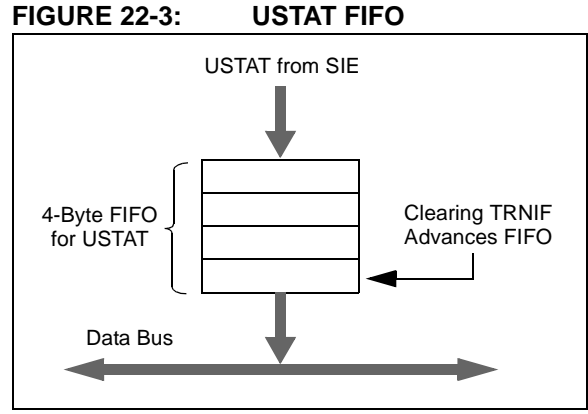 FIGURE 22-3: USTAT FIFO
USTAT from SIE
4-Byte FIFO
for USTAT
Clearing TRNIF
Advances FIFO
Data Bus